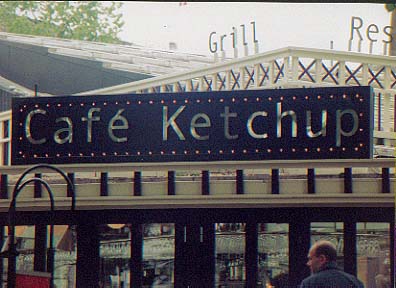 Grill Res
Café Ketchup